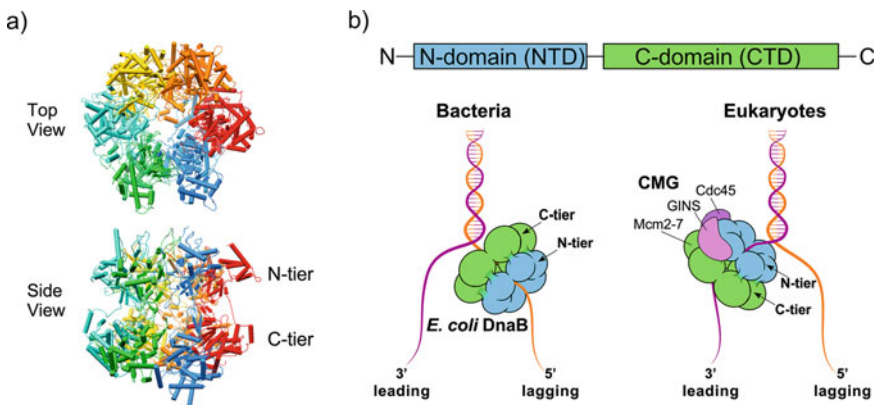 a)
Top
View
Side
View
N-tier
C-tier
b)
N N-domain (NTD) C-domain (CTD) C
Bacteria
C-tier
N-tier
E. coli DnaB
3'
leading
5'
lagging
Eukaryotes
CMG
Cdc45
GINS
Mcm2-7
N-tier
C-tier
3'
leading
5'
lagging